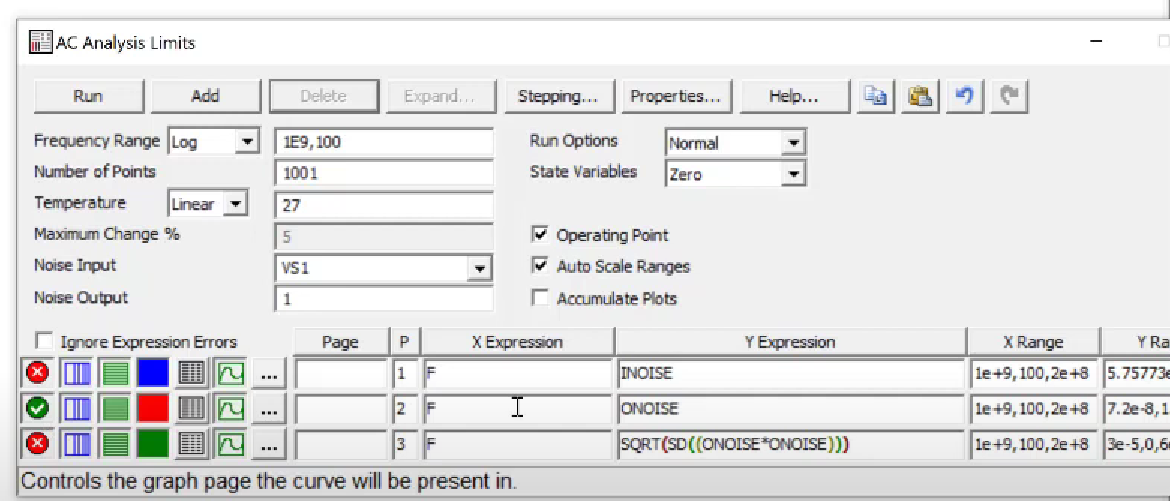 AC Analysis Limits
Run Add Delete Expand... Stepping... Properties... Help...
Frequency Range Log 1E9,100 Run Options Normal
Number of Points 1001 State Variables Zero
Temperature Linear 27
Maximum Change % 5 Operating Point
Noise Input VS1 Auto Scale Ranges
Noise Output 1 Accumulate Plots
Ignore Expression Errors Page P X Expression Y Expression X Range Y Ra
... 1 F INOISE 1e+9,100,2e+8 5.75773e
... 2 F ONOISE 1e+9,100,2e+8 7.2e-8,1
... 3 F SQRT(SD((ONOISE*ONOISE))) 1e+9,100,2e+8 3e-5,0,6
Controls the graph page the curve will be present in.